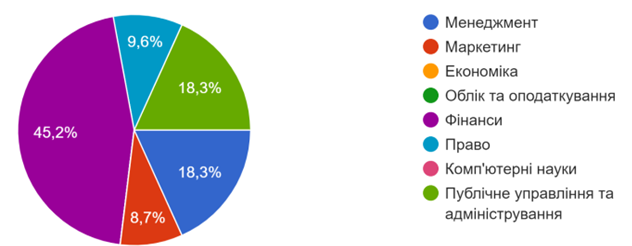 9,6%
18,3%
45,2%
18,3%
8,7%
Менеджмент
Маркетинг
Економіка
Облік та оподаткування
Фінанси
Право
Комп'ютерні науки
Публічне управління та
адміністрування